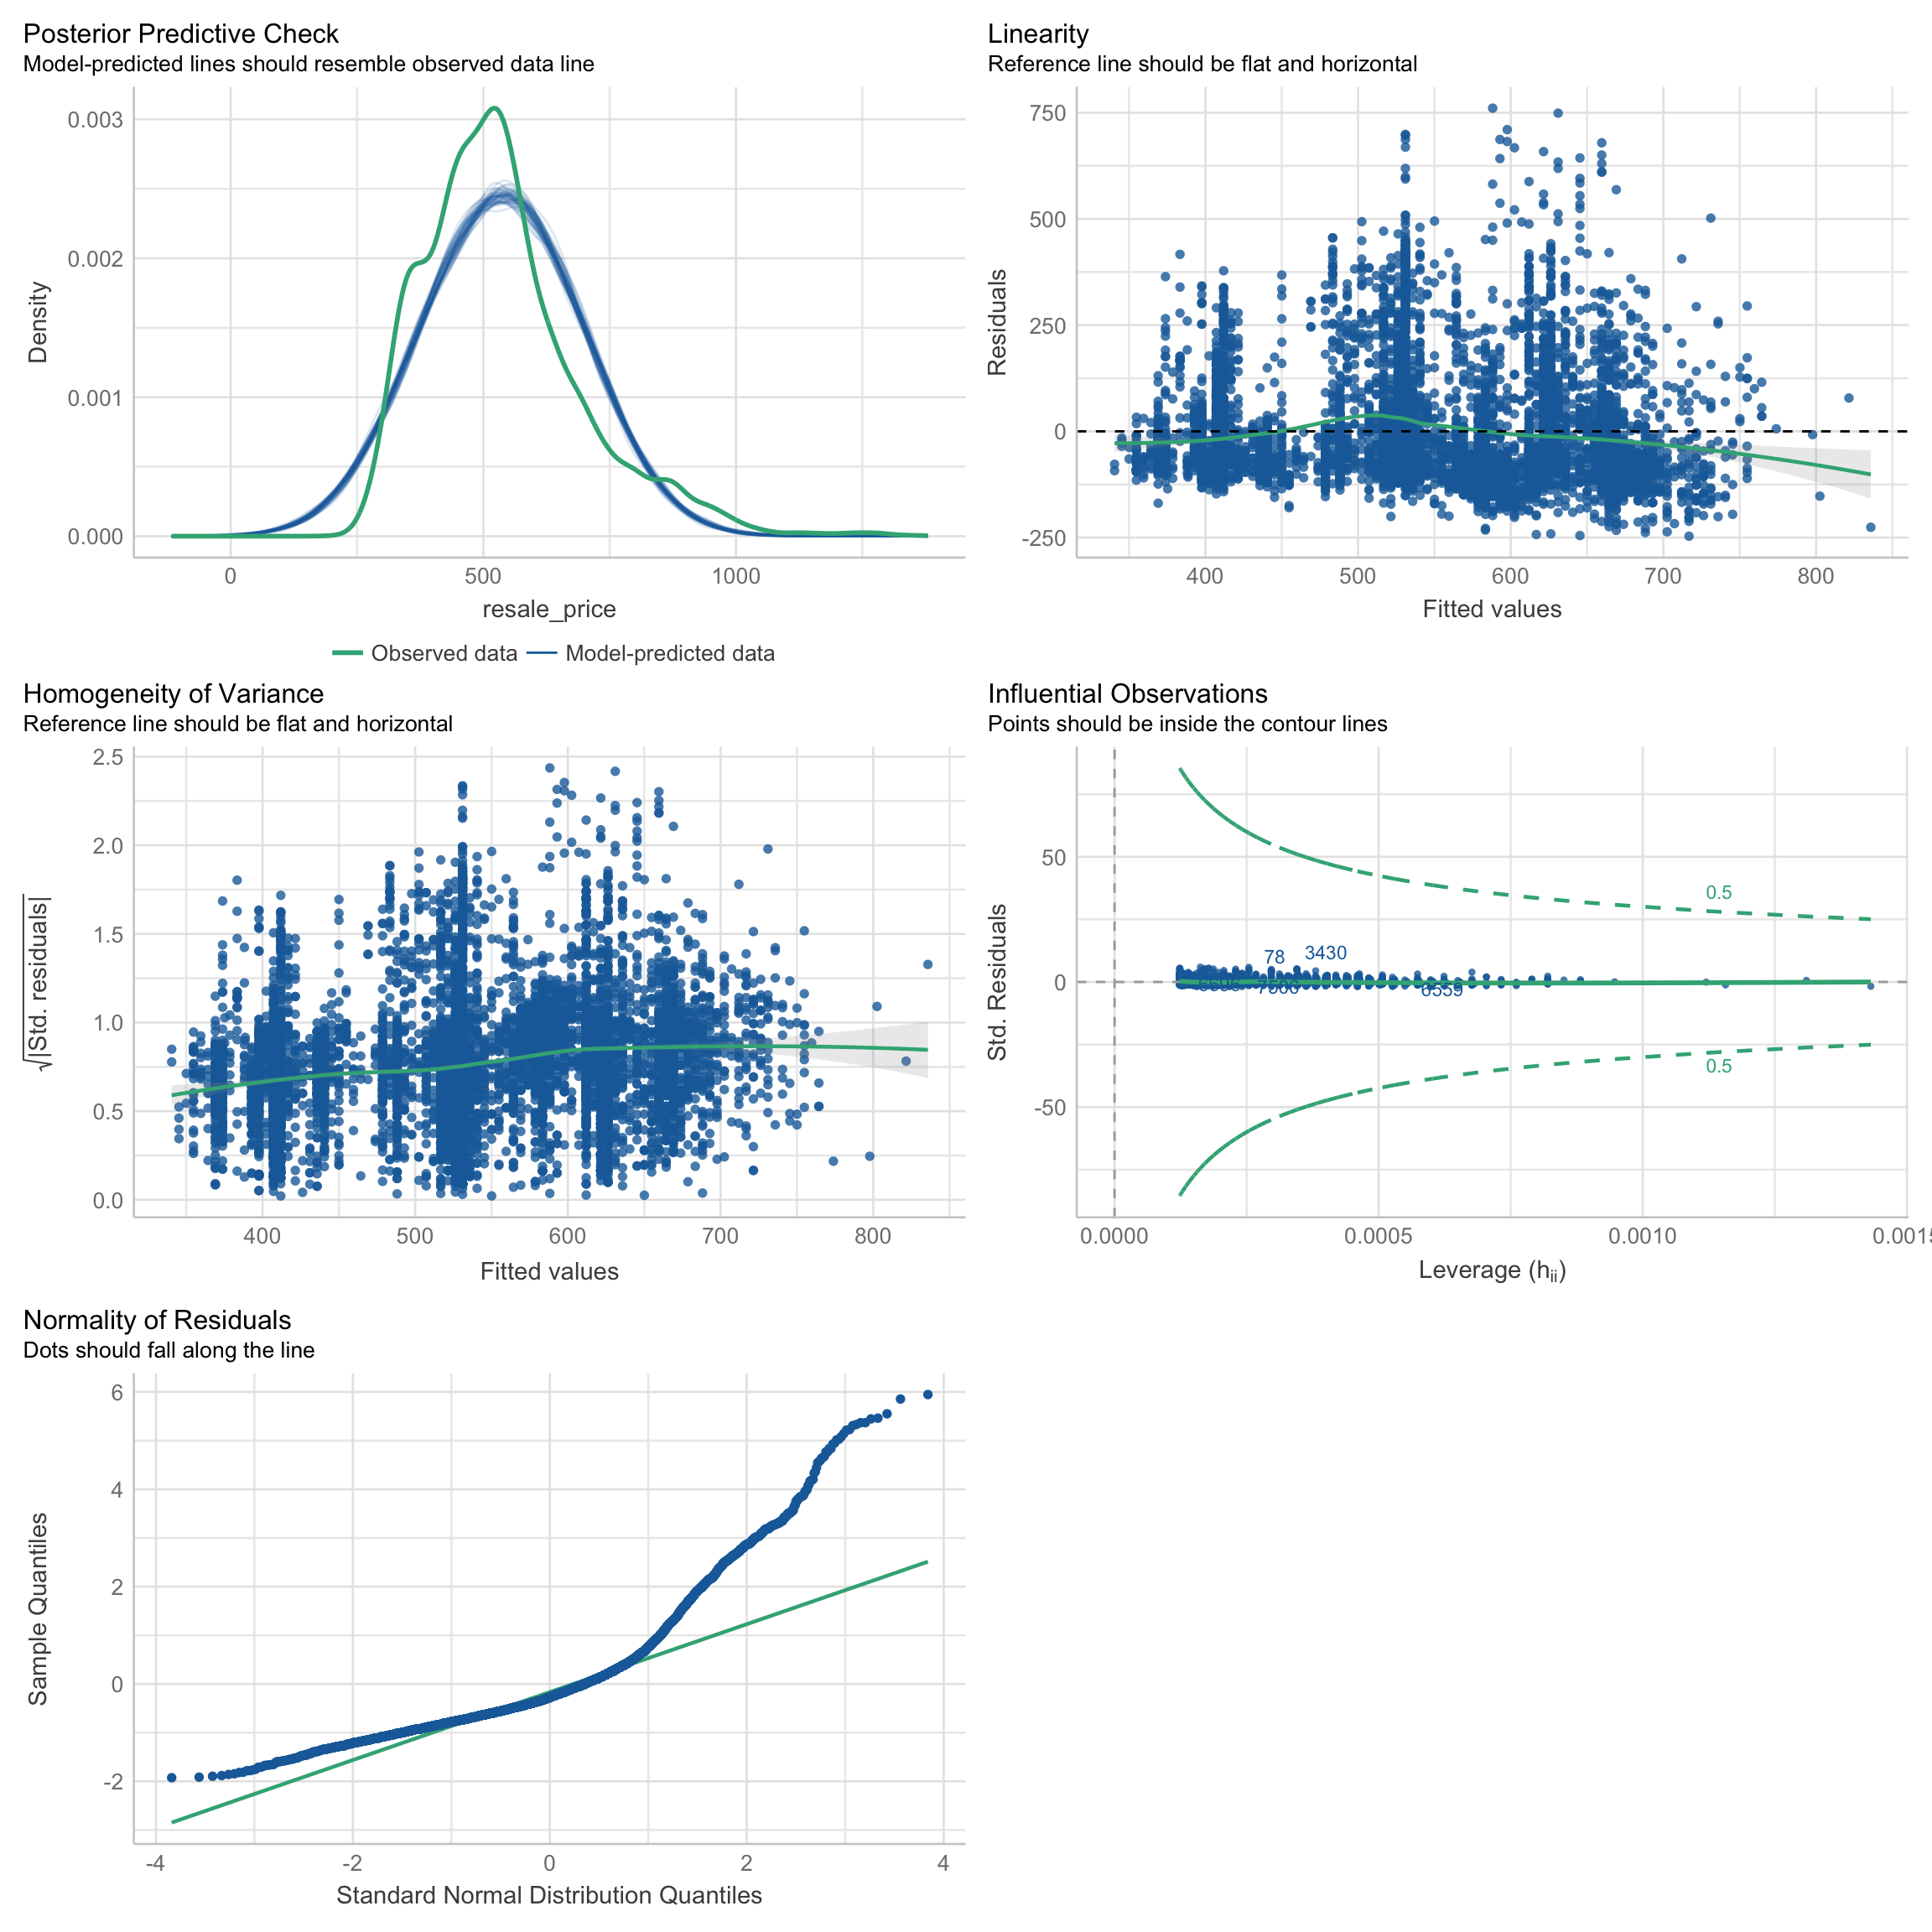 Posterior Predictive Check
Model-predicted lines should resemble observed data line
Density
0.003
0.002
0.001
0.000
0
500
1000
resale_price
Observed data
Model-predicted data
Linearity
Reference line should be flat and horizontal
Residuals
750
500
250
0
-250
400
500
600
700
800
Fitted values
Homogeneity of Variance
Reference line should be flat and horizontal
√|Std. residuals|
2.5
2.0
1.5
1.0
0.5
0.0
400
500
600
700
800
Fitted values
Influential Observations
Points should be inside the contour lines
Std. Residuals
50
0
-50
0.5
78
3430
6559
0.5
0.0000
0.0005
0.0010
Leverage (hii)
Normality of Residuals
Dots should fall along the line
Sample Quantiles
6
4
2
0
-2
-4
-2
0
2
4
Standard Normal Distribution Quantiles